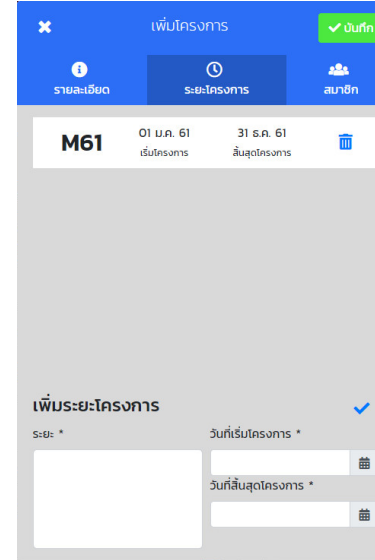 เพิ่มโครงการ
บันทึก
รายละเอียด ระยะโครงการ สมาชิก
M61 01 ม.ค. 61 31 ธ.ค. 61
เริ่มโครงการ สิ้นสุดโครงการ
เพิ่มระยะโครงการ
ระยะ * วันที่เริ่มโครงการ *
วันที่สิ้นสุดโครงการ *